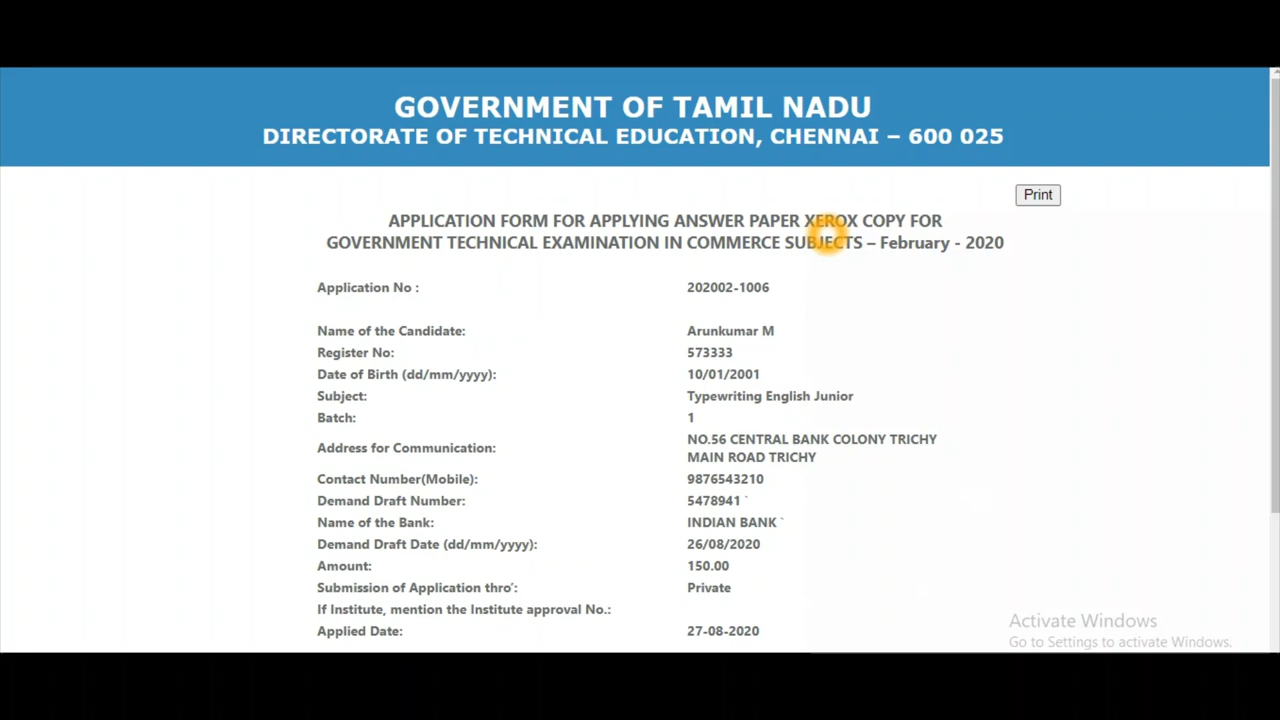 GOVERNMENT OF TAMIL NADU
DIRECTORATE OF TECHNICAL EDUCATION, CHENNAI – 600 025
Print
APPLICATION FORM FOR APPLYING ANSWER PAPER XEROX COPY FOR
GOVERNMENT TECHNICAL EXAMINATION IN COMMERCE SUBJECTS – February - 2020
Application No : 202002-1006
Name of the Candidate: Arunkumar M
Register No: 573333
Date of Birth (dd/mm/yyyy): 10/01/2001
Subject: Typewriting English Junior
Batch: 1
Address for Communication: NO.56 CENTRAL BANK COLONY TRICHY
MAIN ROAD TRICHY
Contact Number(Mobile): 9876543210
Demand Draft Number: 5478941 `
Name of the Bank: INDIAN BANK `
Demand Draft Date (dd/mm/yyyy): 26/08/2020
Amount: 150.00
Submission of Application thro': Private
If Institute, mention the Institute approval No.:
Applied Date: 27-08-2020
Activate Windows
Go to Settings to activate Windows.